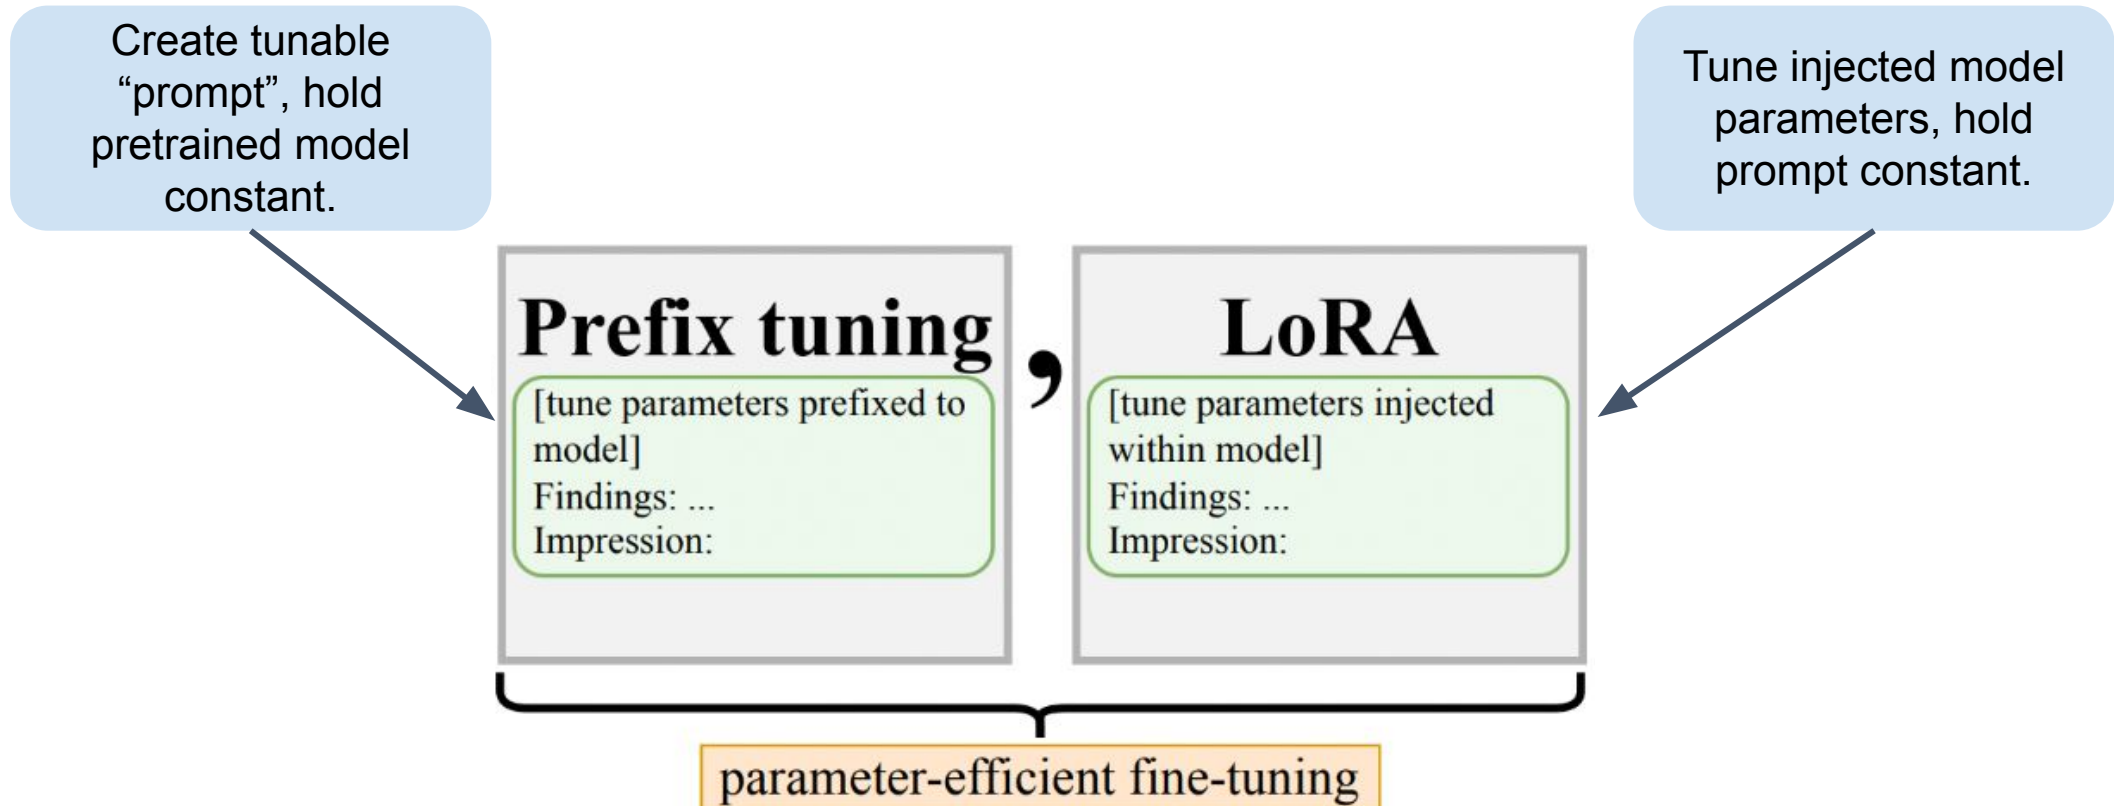 Create tunable
“prompt”, hold
pretrained model
constant.
Tune injected model
parameters, hold
prompt constant.
Prefix tuning
[tune parameters prefixed to
model]
Findings: ...
Impression:
,
LoRA
[tune parameters injected
within model]
Findings: ...
Impression:
parameter-efficient fine-tuning